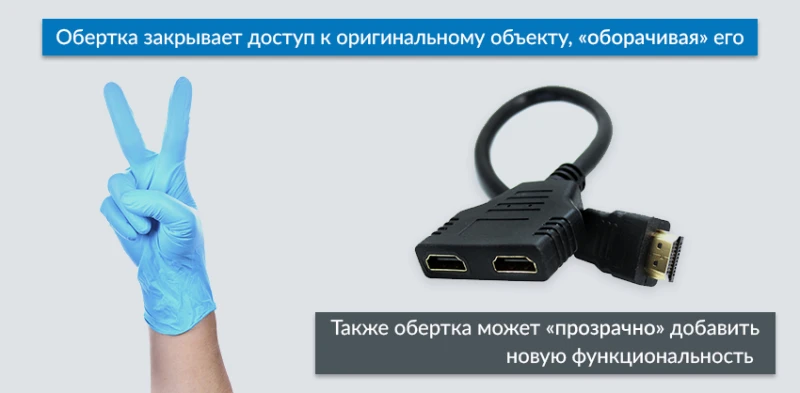 Обертка закрывает доступ к оригинальному объекту, «оборачивая» его
Также обертка может «прозрачно» добавить
новую функциональность